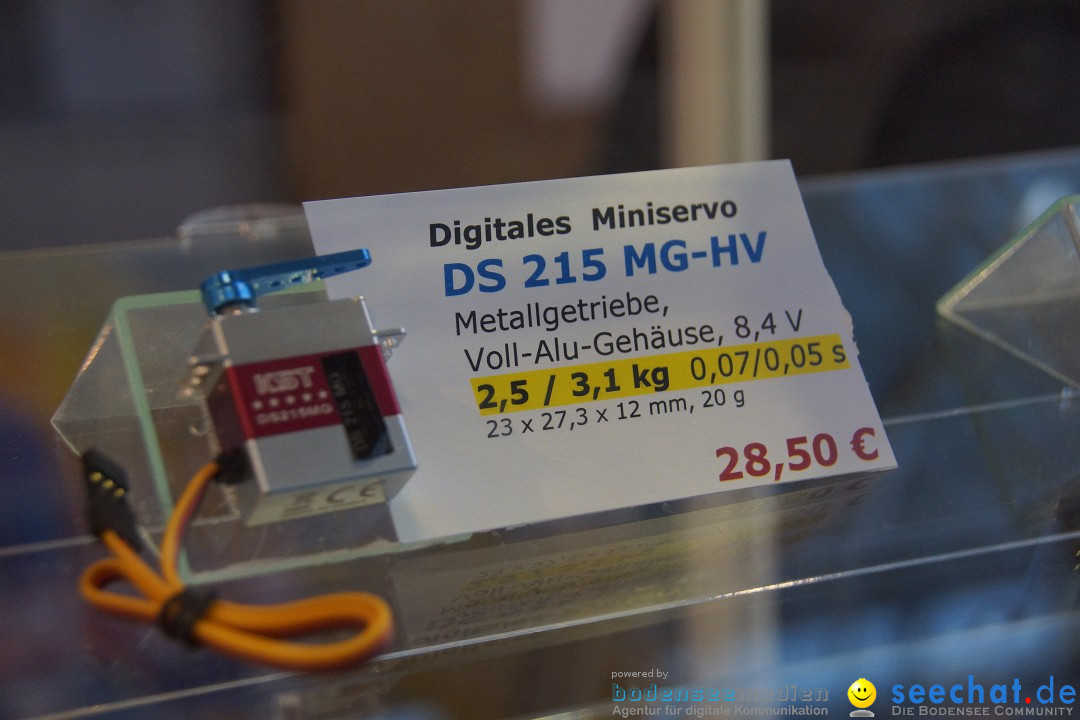 Digitales Miniservo
DS 215 MG-HV
Metallgetriebe,
Voll-Alu-Gehäuse, 8,4 V
2,5 / 3,1 kg 0,07/0,05 s
23 x 27,3 x 12 mm, 20 g
28,50 €
KST
★★★★★
DS215MG
CE
powered by
bodenseemedien
Agentur für digitale Kommunikation
seechat.de
Die Bodensee Community